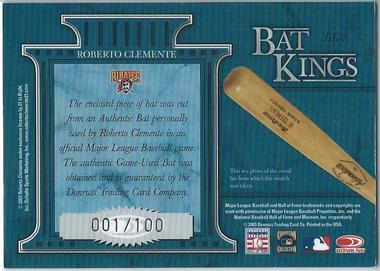 ROBERTO CLEMENTE
PIRATES
The enclosed piece of bat was cut
from an Authentic Bat personally
used by Roberto Clemente in an
official Major League Baseball game.
The authentic Game-Used Bat was
obtained and guaranteed by the
Donruss Trading Card Company.
001/100
BAT
KINGS
BK-8
This is a photo of the actual
bat from which this swatch
was taken.
Major League Baseball and Hall of Fame trademarks and copyrights
are used with permission of Major League Baseball Properties, Inc. and the
National Baseball Hall of Fame and Museum, Inc. respectively.
© 2003 Donruss Trading Card Co. Printed in the USA.
DONRUSS